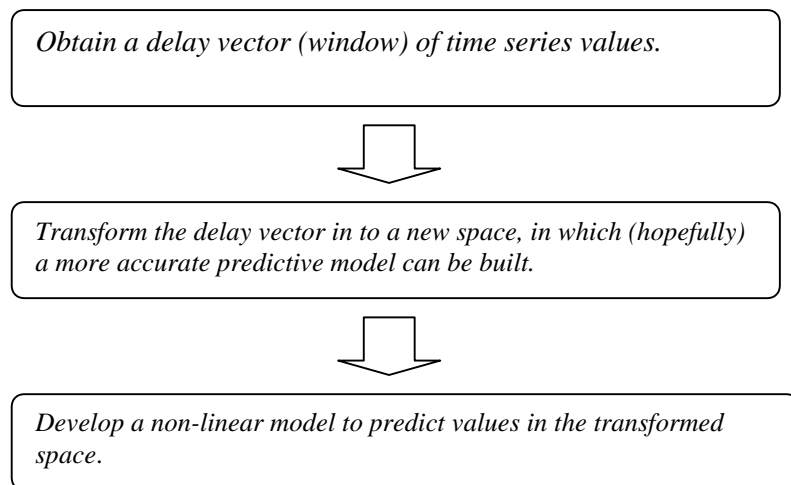 Obtain a delay vector (window) of time series values.
Transform the delay vector in to a new space, in which (hopefully)
a more accurate predictive model can be built.
Develop a non-linear model to predict values in the transformed
space.